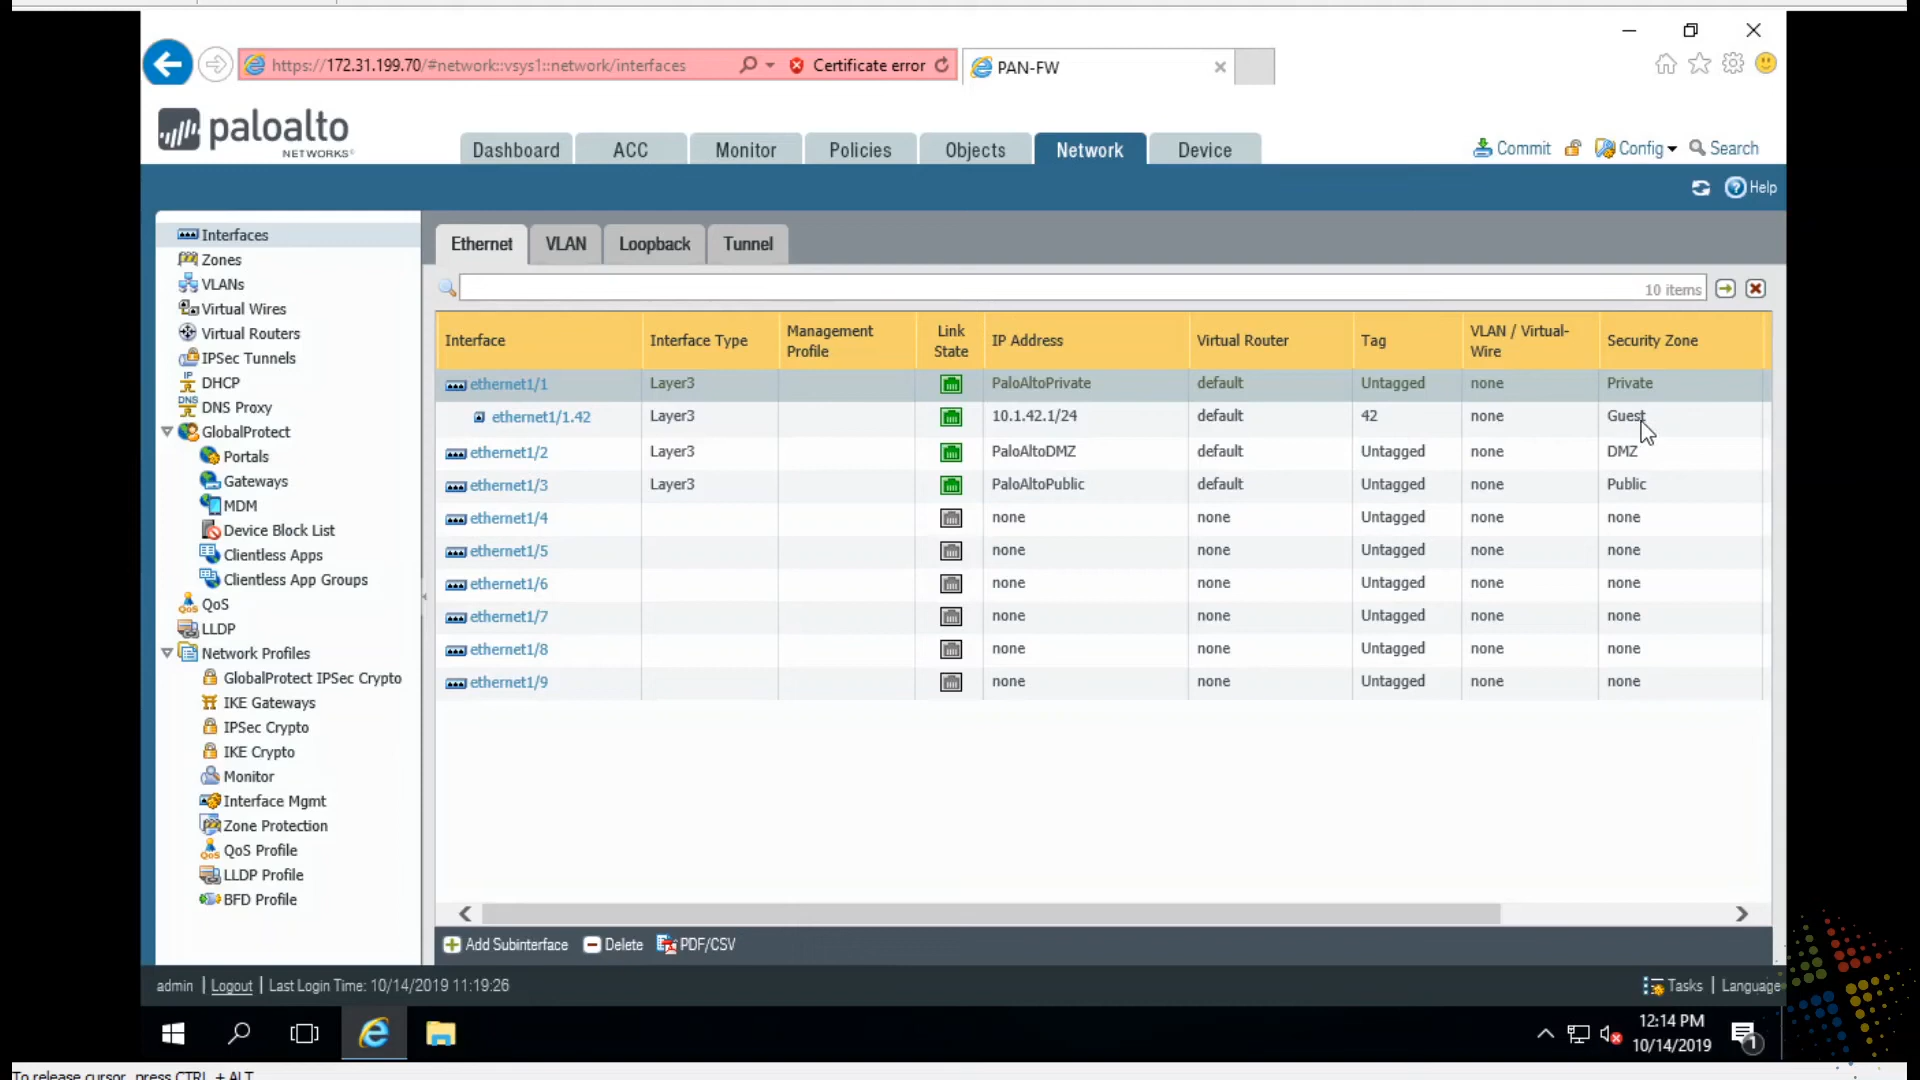 https://172.31.199.70/#network::vsys1::network/interfaces
Certificate error
PAN-FW
paloalto
NETWORKS
Dashboard
ACC
Monitor
Policies
Objects
Network
Device
Commit
Config
Search
Help
Interfaces
Zones
VLANs
Virtual Wires
Virtual Routers
IPSec Tunnels
DHCP
DNS Proxy
GlobalProtect
Portals
Gateways
MDM
Device Block List
Clientless Apps
Clientless App Groups
QoS
LLDP
Network Profiles
GlobalProtect IPSec Crypto
IKE Gateways
IPSec Crypto
IKE Crypto
Monitor
Interface Mgmt
Zone Protection
QoS Profile
LLDP Profile
BFD Profile
Ethernet VLAN Loopback Tunnel
10 items
Interface Interface Type Management Profile Link State IP Address Virtual Router Tag VLAN / Virtual-Wire Security Zone
ethernet1/1 Layer3 PaloAltoPrivate default Untagged none Private
ethernet1/1.42 Layer3 10.1.42.1/24 default 42 none Guest
ethernet1/2 Layer3 PaloAltoDMZ default Untagged none DMZ
ethernet1/3 Layer3 PaloAltoPublic default Untagged none Public
ethernet1/4 none none Untagged none none
ethernet1/5 none none Untagged none none
ethernet1/6 none none Untagged none none
ethernet1/7 none none Untagged none none
ethernet1/8 none none Untagged none none
ethernet1/9 none none Untagged none none
Add Subinterface Delete PDF/CSV
admin | Logout | Last Login Time: 10/14/2019 11:19:26
Tasks | Language
12:14 PM
10/14/2019
1
To release cursor, press CTRL + ALT